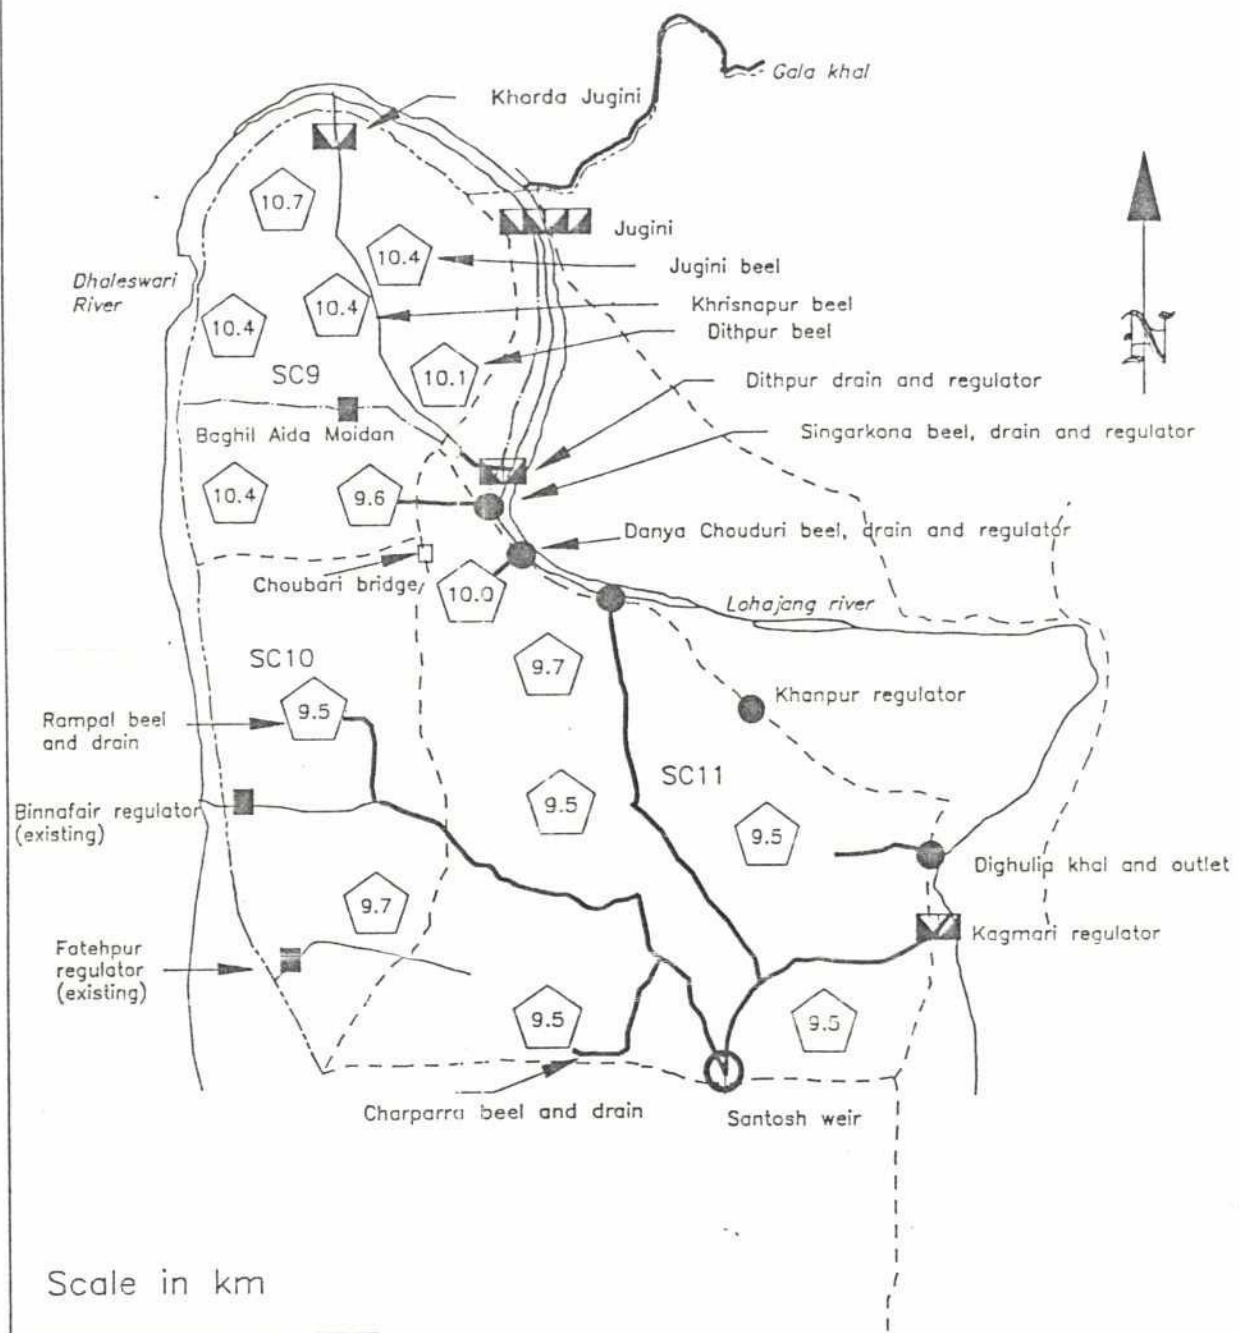 Gala khal
Khorda Jugini
10.7
Jugini
10.4
Jugini beel
Dhaleswari
River
10.4
Khrisnapur beel
10.4
Dithpur beel
10.1
SC9
Dithpur drain and regulator
N
Baghil Aida Moidan
Singarkona beel, drain and regulator
10.4
9.6
Danya Chouduri beel, drain and regulator
Choubari bridge
10.0
Lohajang river
SC10
9.7
Khanpur regulator
Rampal beel
and drain
9.5
SC11
Binnafair regulator
(existing)
9.5
9.5
Dighulia khal and outlet
9.7
Kagmari regulator
Fatehpur
regulator
(existing)
9.5
9.5
Charparra beel and drain
Santosh weir
Scale in km